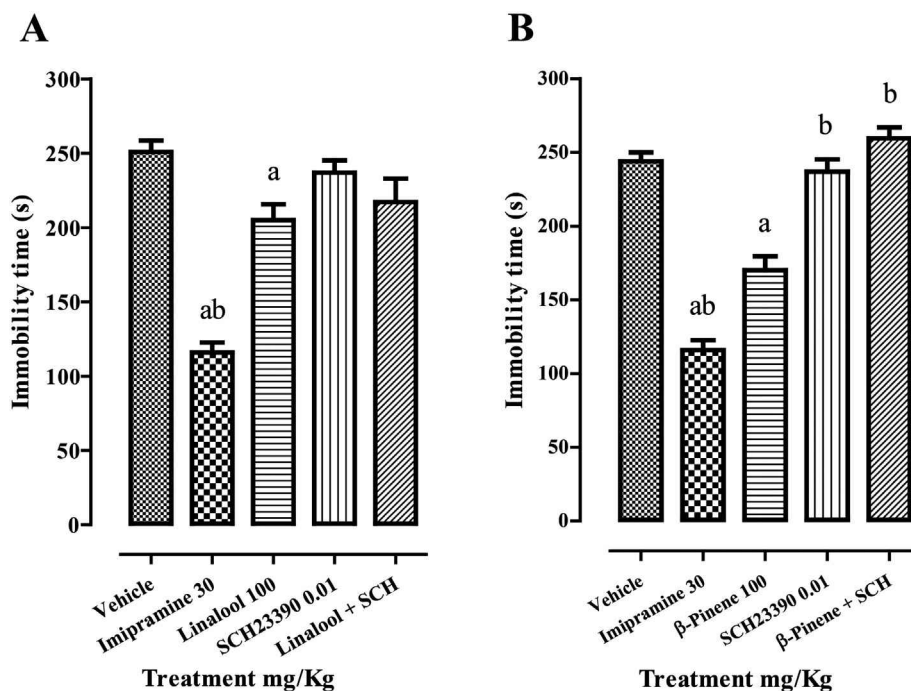 A
Immobility time (s)
300
250
200
150
100
50
0
ab
a
Vehicle
Imipramine 30
Linalool 100
SCH23390 0.01
Linalool + SCH
Treatment mg/Kg
B
Immobility time (s)
300
250
200
150
100
50
0
ab
a
b
b
Vehicle
Imipramine 30
β-Pinene 100
SCH23390 0.01
β-Pinene + SCH
Treatment mg/Kg